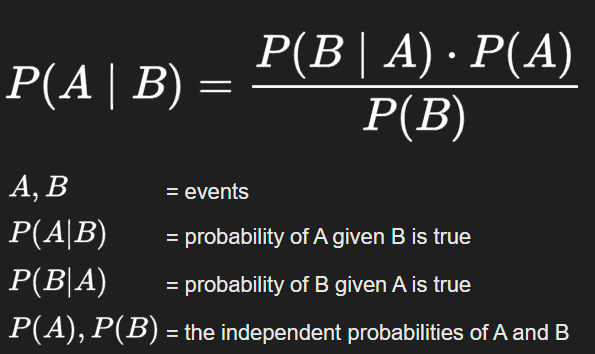 P(A | B) = P(B | A) · P(A) / P(B)
A, B = events
P(A|B) = probability of A given B is true
P(B|A) = probability of B given A is true
P(A), P(B) = the independent probabilities of A and B